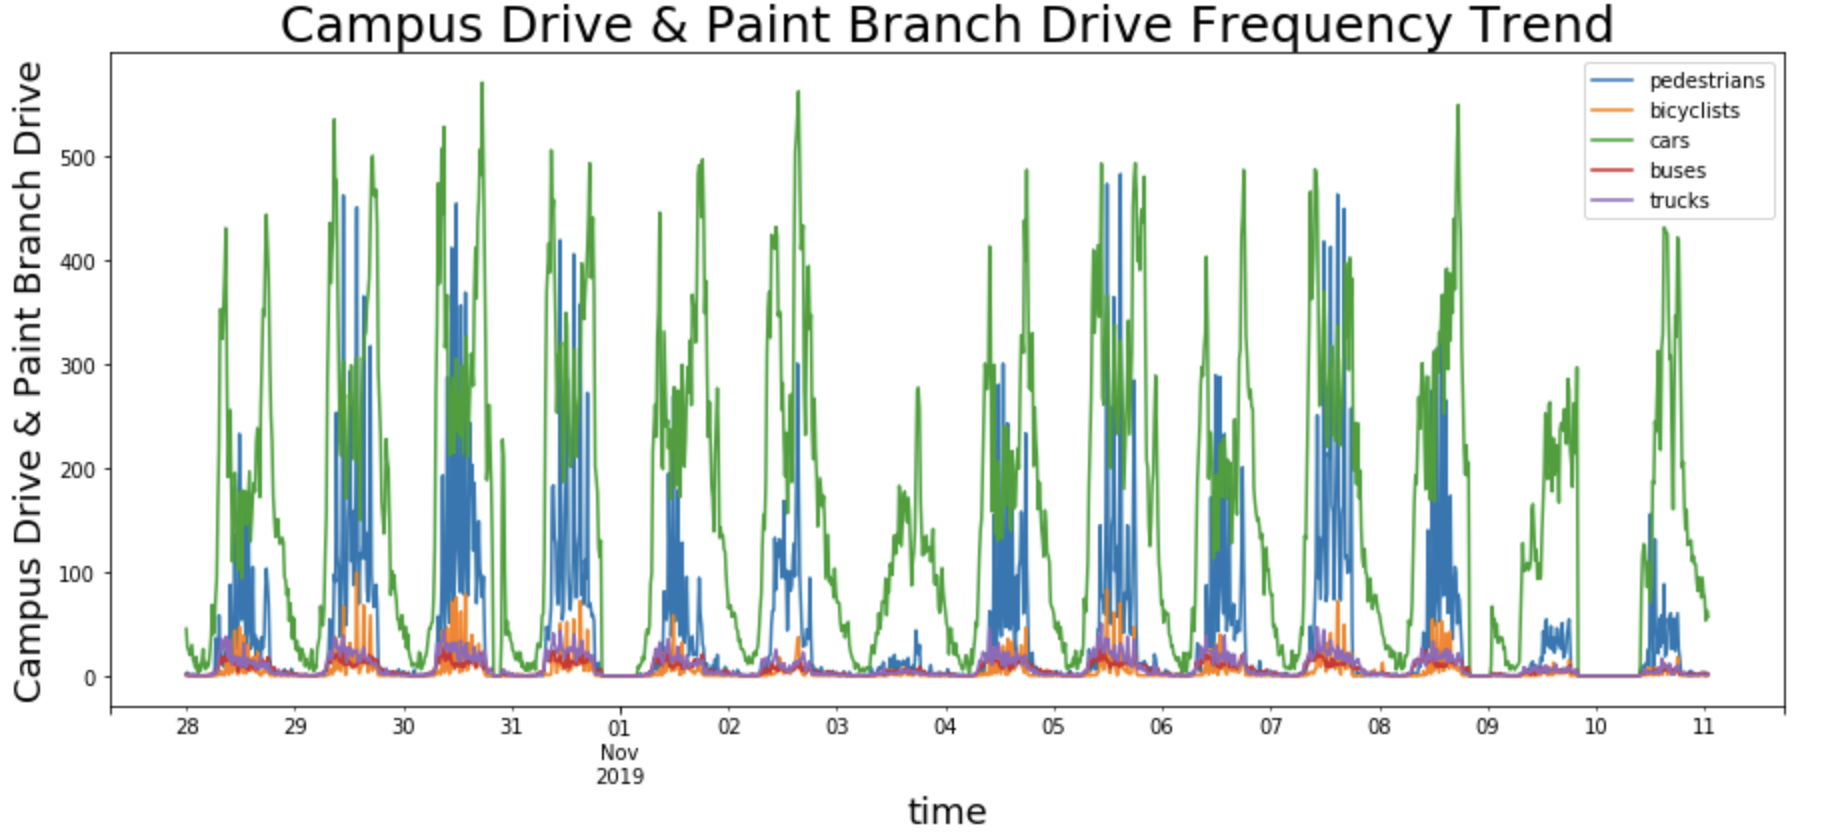 Campus Drive & Paint Branch Drive Frequency Trend
Campus Drive & Paint Branch Drive
500
400
300
200
100
0
pedestrians
bicyclists
cars
buses
trucks
28 29 30 31 01 02 03 04 05 06 07 08 09 10 11
Nov
2019
time